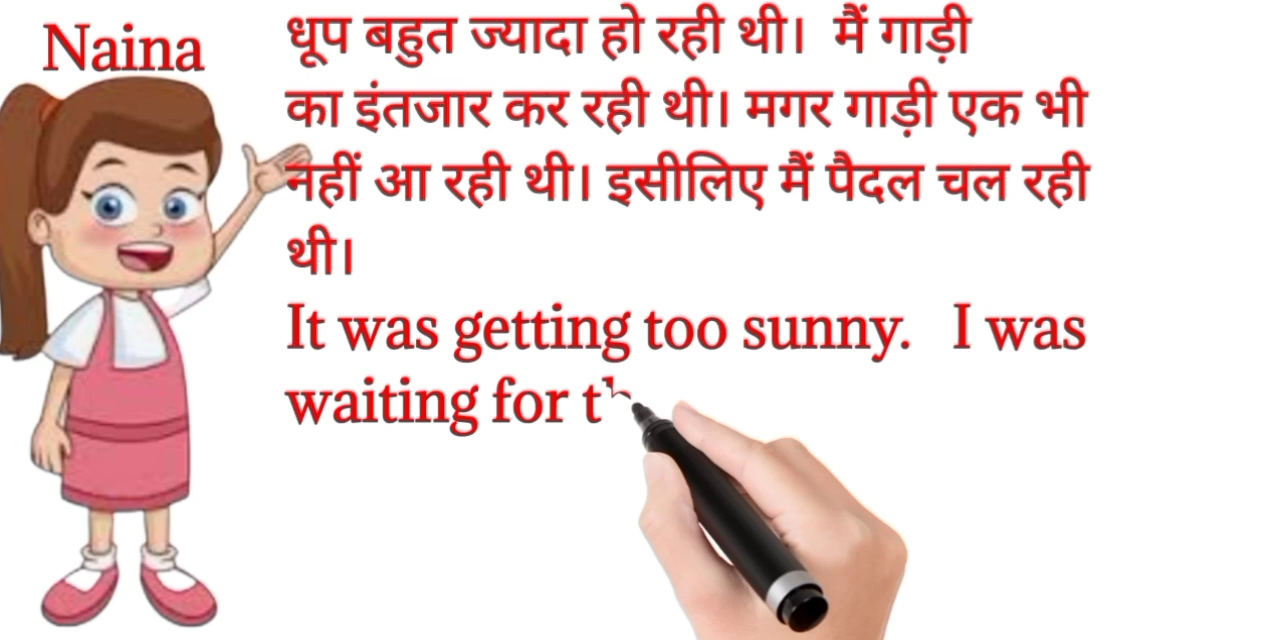 Naina
धूप बहुत ज्यादा हो रही थी। मैं गाड़ी
का इंतजार कर रही थी। मगर गाड़ी एक भी
नहीं आ रही थी। इसीलिए मैं पैदल चल रही
थी।
It was getting too sunny. I was
waiting for